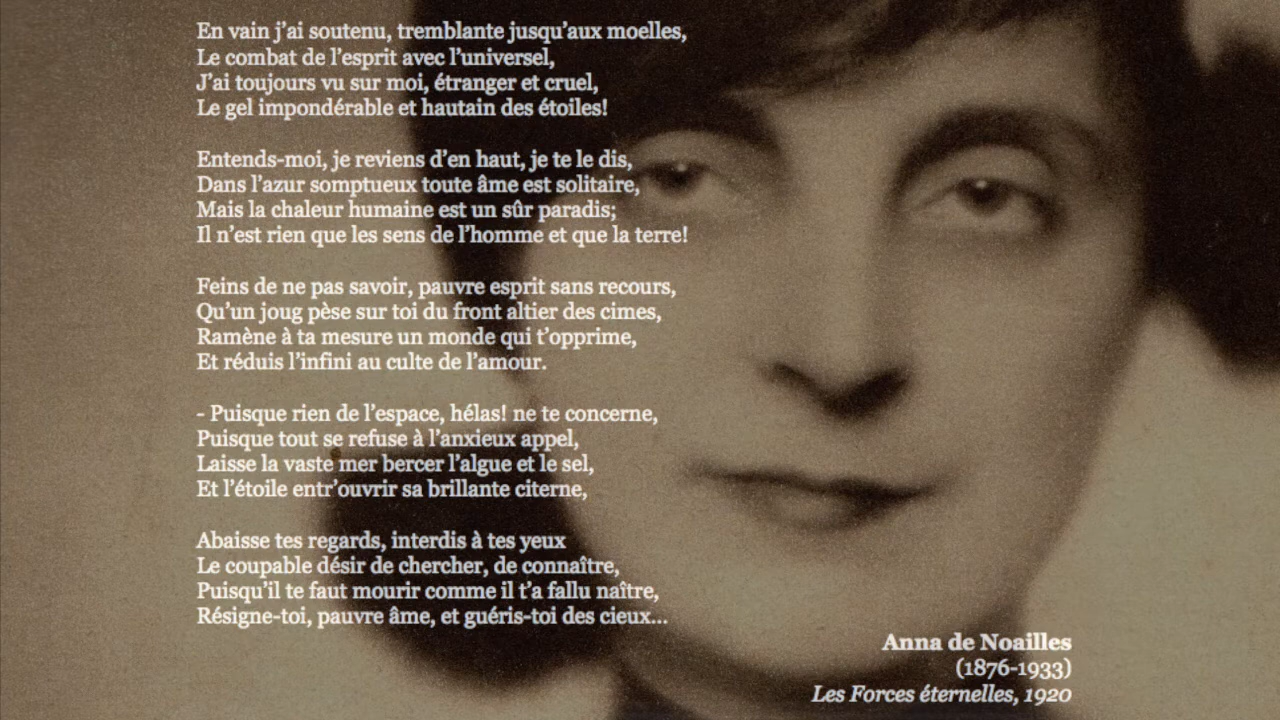 En vain j’ai soutenu, tremblante jusqu’aux moelles,
Le combat de l’esprit avec l’universel,
J’ai toujours vu sur moi, étranger et cruel,
Le gel impondérable et hautain des étoiles!
Entends-moi, je reviens d’en haut, je te le dis,
Dans l’azur somptueux toute âme est solitaire,
Mais la chaleur humaine est un sûr paradis;
Il n’est rien que les sens de l’homme et que la terre!
Feins de ne pas savoir, pauvre esprit sans recours,
Qu’un joug pèse sur toi du front altier des cimes,
Ramène à ta mesure un monde qui t’opprime,
Et réduis l’infini au culte de l’amour.
- Puisque rien de l’espace, hélas! ne te concerne,
Puisque tout se refuse à l’anxieux appel,
Laisse la vaste mer bercer l’algue et le sel,
Et l’étoile entr’ouvrir sa brillante citerne,
Abaisse tes regards, interdis à tes yeux
Le coupable désir de chercher, de connaître,
Puisqu’il te faut mourir comme il t’a fallu naître,
Résigne-toi, pauvre âme, et guéris-toi des cieux...
Anna de Noailles
(1876-1933)
Les Forces éternelles, 1920